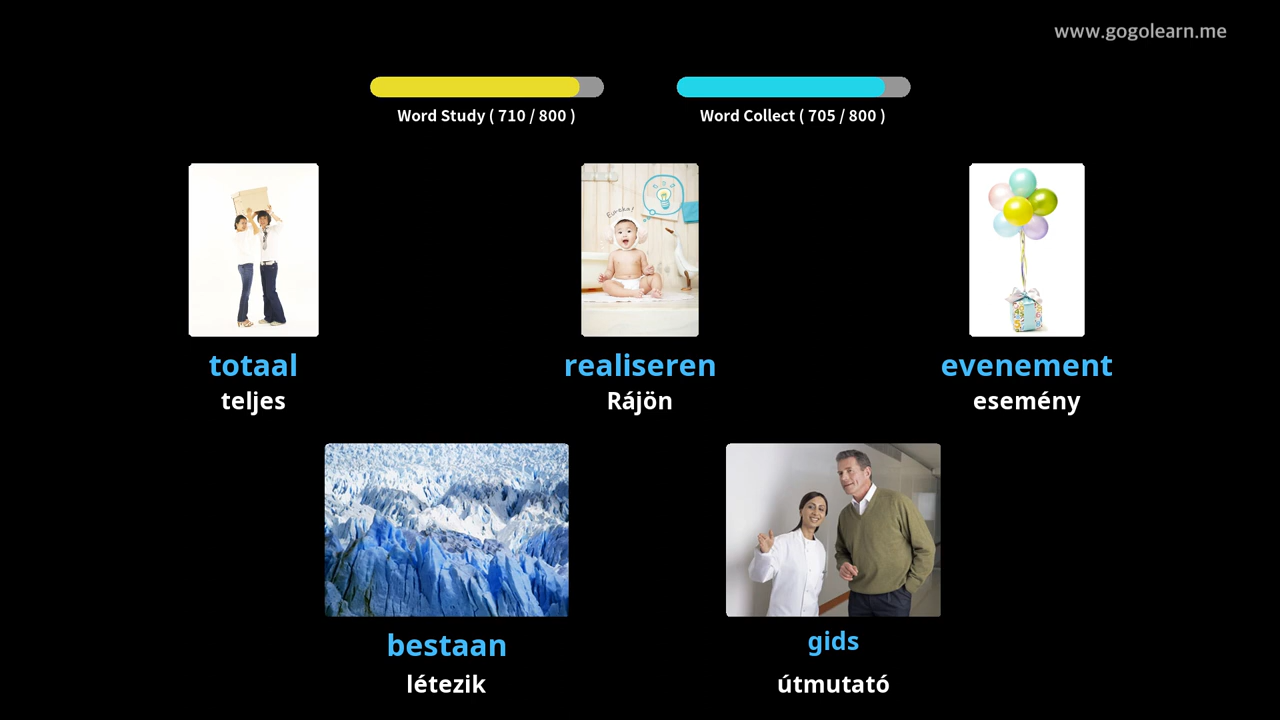 www.gogolearn.me
Word Study ( 710 / 800 )
Word Collect ( 705 / 800 )
Eureka!
totaal
realiseren
evenement
teljes
Rájön
esemény
bestaan
gids
létezik
útmutató